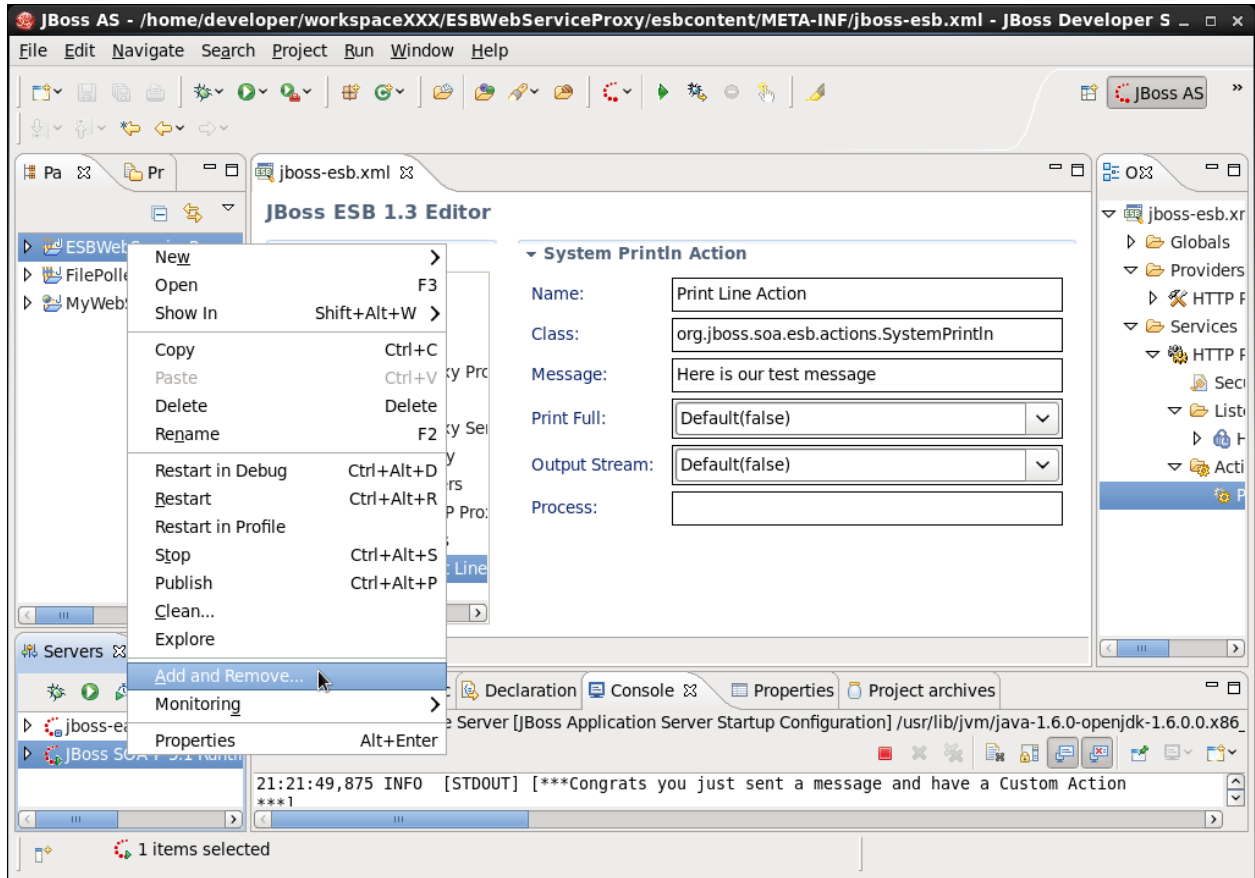 JBoss AS - /home/developer/workspaceXXX/ESBWebServiceProxy/esbcontent/META-INF/jboss-esb.xml - JBoss Developer S
File Edit Navigate Search Project Run Window Help
JBoss AS »
Pa Pr
jboss-esb.xml
JBoss ESB 1.3 Editor
System Println Action
Name: Print Line Action
Class: org.jboss.soa.esb.actions.SystemPrintln
Message: Here is our test message
Print Full: Default(false)
Output Stream: Default(false)
Process:
FilePolle
New
Open F3
Show In Shift+Alt+W
Copy Ctrl+C
Paste Ctrl+V
Delete Delete
Rename F2
Restart in Debug Ctrl+Alt+D
Restart Ctrl+Alt+R
Restart in Profile
Stop Ctrl+Alt+S
Publish Ctrl+Alt+P
Clean...
Explore
Add and Remove...
Monitoring
Properties Alt+Enter
Line
O
jboss-esb.xr
Globals
Providers
HTTP
Services
HTTP
Secu
Liste
H
Acti
P
Servers
jboss-ea
Declaration Console Properties Project archives
Server [JBoss Application Server Startup Configuration] /usr/lib/jvm/java-1.6.0-openjdk-1.6.0.0.x86_
21:21:49,875 INFO [STDOUT] [***Congrats you just sent a message and have a Custom Action
***]
1 items selected